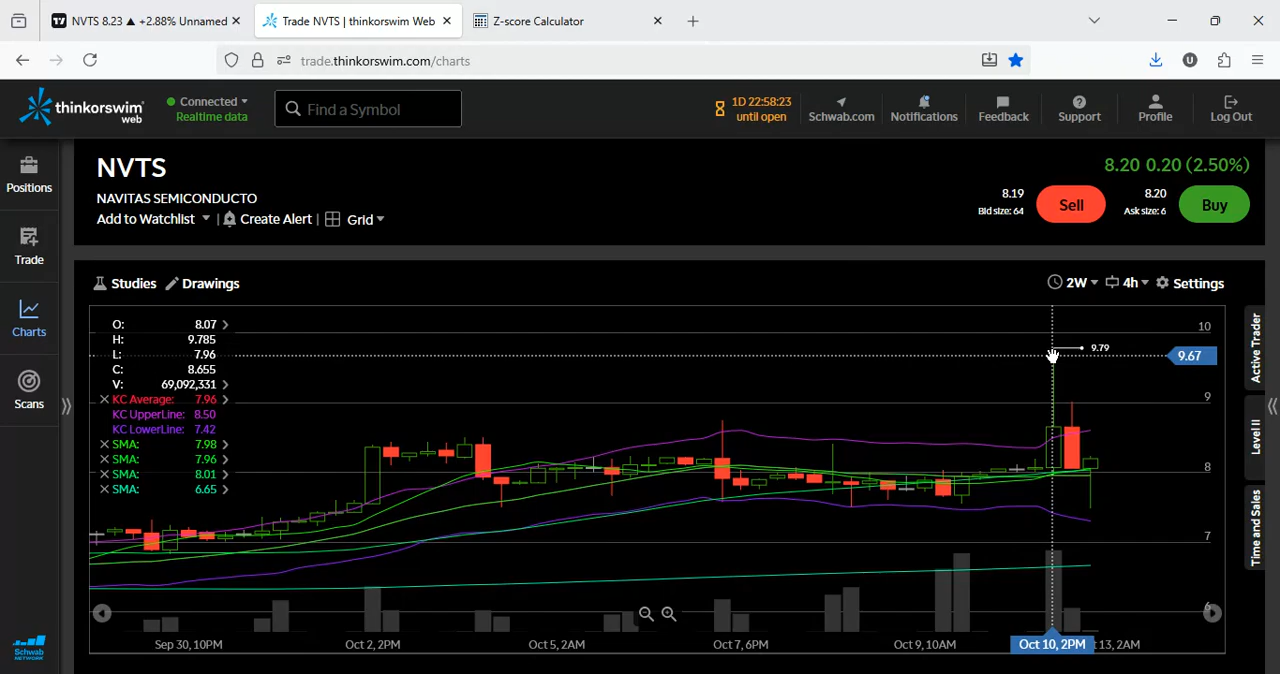 NVTS 8.23 ▲ +2.88% Unnamed
Trade NVTS | thinkorswim Web
Z-score Calculator
trade.thinkorswim.com/charts
thinkorswim
web
Connected
Realtime data
Find a Symbol
1D 22:58:23
until open
Schwab.com
Notifications
Feedback
Support
Profile
Log Out
Positions
Trade
Charts
Scans
Schwab
NETWORK
NVTS
NAVITAS SEMICONDUCTO
Add to Watchlist | Create Alert | Grid
8.20 0.20 (2.50%)
8.19
Bid size: 64
Sell
8.20
Ask size: 6
Buy
Studies Drawings
2W 4h Settings
O: 8.07
H: 9.785
L: 7.96
C: 8.655
V: 69,092,331
KC Average: 7.96
KC UpperLine: 8.50
KC LowerLine: 7.42
SMA: 7.98
SMA: 7.96
SMA: 8.01
SMA: 6.65
9.79
10
9.67
9
8
7
6
Sep 30, 10PM
Oct 2, 2PM
Oct 5, 2AM
Oct 7, 6PM
Oct 9, 10AM
Oct 10, 2PM
t 13, 2AM
Active Trader
Level II
Time and Sales